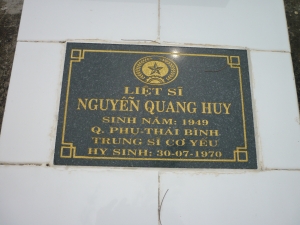 LIỆT SĨ
NGUYỄN QUANG HUY
SINH NĂM: 1949
Q. PHỤ-THÁI BÌNH
TRUNG SĨ CƠ YẾU
HY SINH: 30-07-1970